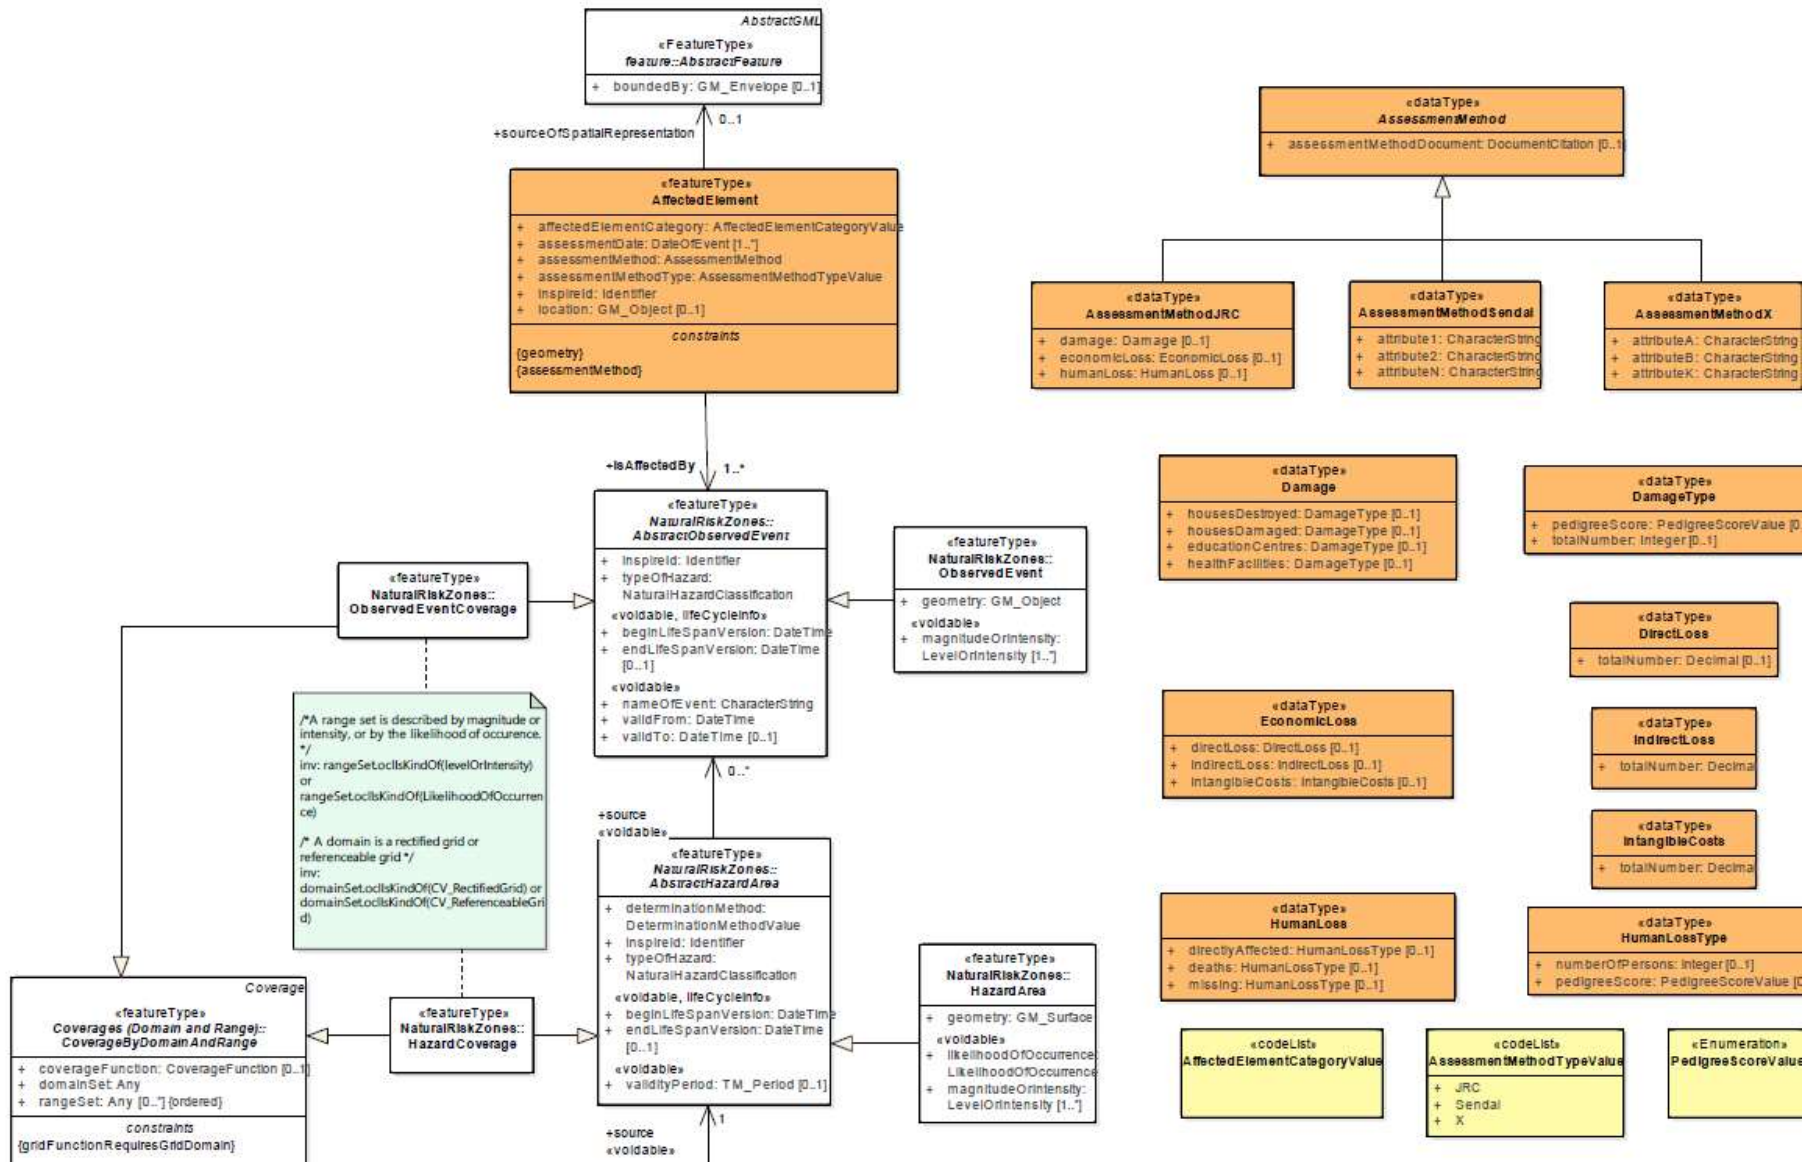 AbstractGML
«FeatureType»
feature::AbstractFeature
+ boundedBy: GM_Envelope [0..1]
0..1
+sourceOfSpatialRepresentation
«featureType»
AffectedElement
+ affectedElementCategory: AffectedElementCategoryValue
+ assessmentDate: DateOfEvent [1..*]
+ assessmentMethod: AssessmentMethod
+ assessmentMethodType: AssessmentMethodTypeValue
+ inspireId: Identifier
+ location: GM_Object [0..1]
constraints
{geometry}
{assessmentMethod}
+isAffectedBy
1..*
«featureType»
NaturalRiskZones::
AbstractObservedEvent
+ inspireId: Identifier
+ typeOfHazard:
NaturalHazardClassification
«voidable, lifeCycleInfo»
+ beginLifeSpanVersion: DateTime
+ endLifeSpanVersion: DateTime
[0..1]
«voidable»
+ nameOfEvent: CharacterString
+ validFrom: DateTime
+ validTo: DateTime [0..1]
«featureType»
NaturalRiskZones::
ObservedEvent
+ geometry: GM_Object
«voidable»
+ magnitudeOrIntensity:
LevelOrIntensity [1..*]
«featureType»
NaturalRiskZones::
ObservedEventCoverage
/*A range set is described by magnitude or
intensity, or by the likelihood of occurence.
*/
inv: rangeSet.oclIsKindOf(levelOrIntensity)
or
rangeSet.oclIsKindOf(LikelihoodOfOccurren
ce)
/* A domain is a rectified grid or
referenceable grid */
inv:
domainSet.oclIsKindOf(CV_RectifiedGrid) or
domainSet.oclIsKindOf(CV_ReferenceableGri
d)
0..*
+source
«voidable»
«featureType»
NaturalRiskZones::
AbstractHazardArea
+ determinationMethod:
DeterminationMethodValue
+ inspireId: Identifier
+ typeOfHazard:
NaturalHazardClassification
«voidable, lifeCycleInfo»
+ beginLifeSpanVersion: DateTime
+ endLifeSpanVersion: DateTime
[0..1]
«voidable»
+ validityPeriod: TM_Period [0..1]
1
+source
«voidable»
«featureType»
NaturalRiskZones::
HazardArea
+ geometry: GM_Surface
«voidable»
+ likelihoodOfOccurrence:
LikelihoodOfOccurrence
+ magnitudeOrIntensity:
LevelOrIntensity [1..*]
«featureType»
NaturalRiskZones::
HazardCoverage
Coverage
«featureType»
Coverages (Domain and Range)::
CoverageByDomainAndRange
+ coverageFunction: CoverageFunction [0..1]
+ domainSet: Any
+ rangeSet: Any [0..*] {ordered}
constraints
{gridFunctionRequiresGridDomain}
«dataType»
AssessmentMethod
+ assessmentMethodDocument: DocumentCitation [0..1]
«dataType»
AssessmentMethodJRC
+ damage: Damage [0..1]
+ economicLoss: EconomicLoss [0..1]
+ humanLoss: HumanLoss [0..1]
«dataType»
AssessmentMethodSendai
+ attribute1: CharacterString
+ attribute2: CharacterString
+ attributeN: CharacterString
«dataType»
AssessmentMethodX
+ attributeA: CharacterString
+ attributeB: CharacterString
+ attributeK: CharacterString
«dataType»
Damage
+ housesDestroyed: DamageType [0..1]
+ housesDamaged: DamageType [0..1]
+ educationCentres: DamageType [0..1]
+ healthFacilities: DamageType [0..1]
«dataType»
DamageType
+ pedigreeScore: PedigreeScoreValue [0
+ totalNumber: Integer [0..1]
«dataType»
DirectLoss
+ totalNumber: Decimal [0..1]
«dataType»
EconomicLoss
+ directLoss: DirectLoss [0..1]
+ indirectLoss: IndirectLoss [0..1]
+ intangibleCosts: IntangibleCosts [0..1]
«dataType»
IndirectLoss
+ totalNumber: Decimal
«dataType»
IntangibleCosts
+ totalNumber: Decimal
«dataType»
HumanLoss
+ directlyAffected: HumanLossType [0..1]
+ deaths: HumanLossType [0..1]
+ missing: HumanLossType [0..1]
«dataType»
HumanLossType
+ numberOfPersons: Integer [0..1]
+ pedigreeScore: PedigreeScoreValue [0
«codeList»
AffectedElementCategoryValue
«codeList»
AssessmentMethodTypeValue
+ JRC
+ Sendai
+ X
«Enumeration»
PedigreeScoreValue